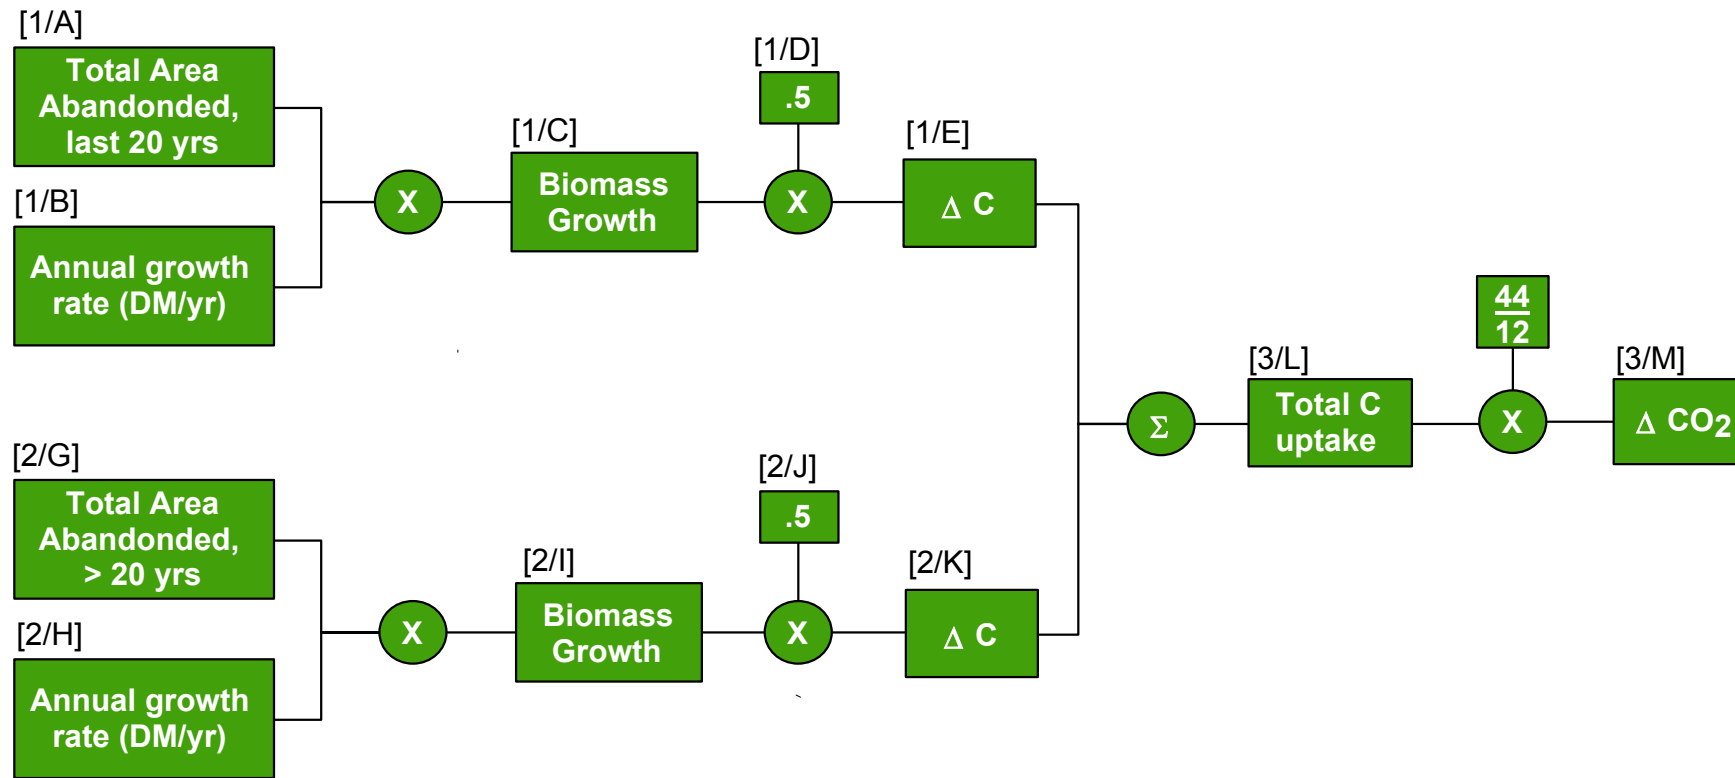 [1/A]
Total Area
Abandonded,
last 20 yrs
[1/B]
Annual growth
rate (DM/yr)
X
[1/C]
Biomass
Growth
[1/D]
.5
X
[1/E]
Δ C
[2/G]
Total Area
Abandonded,
> 20 yrs
[2/H]
Annual growth
rate (DM/yr)
X
[2/I]
Biomass
Growth
[2/J]
.5
X
[2/K]
Δ C
Σ
[3/L]
Total C
uptake
44
12
X
[3/M]
Δ CO2